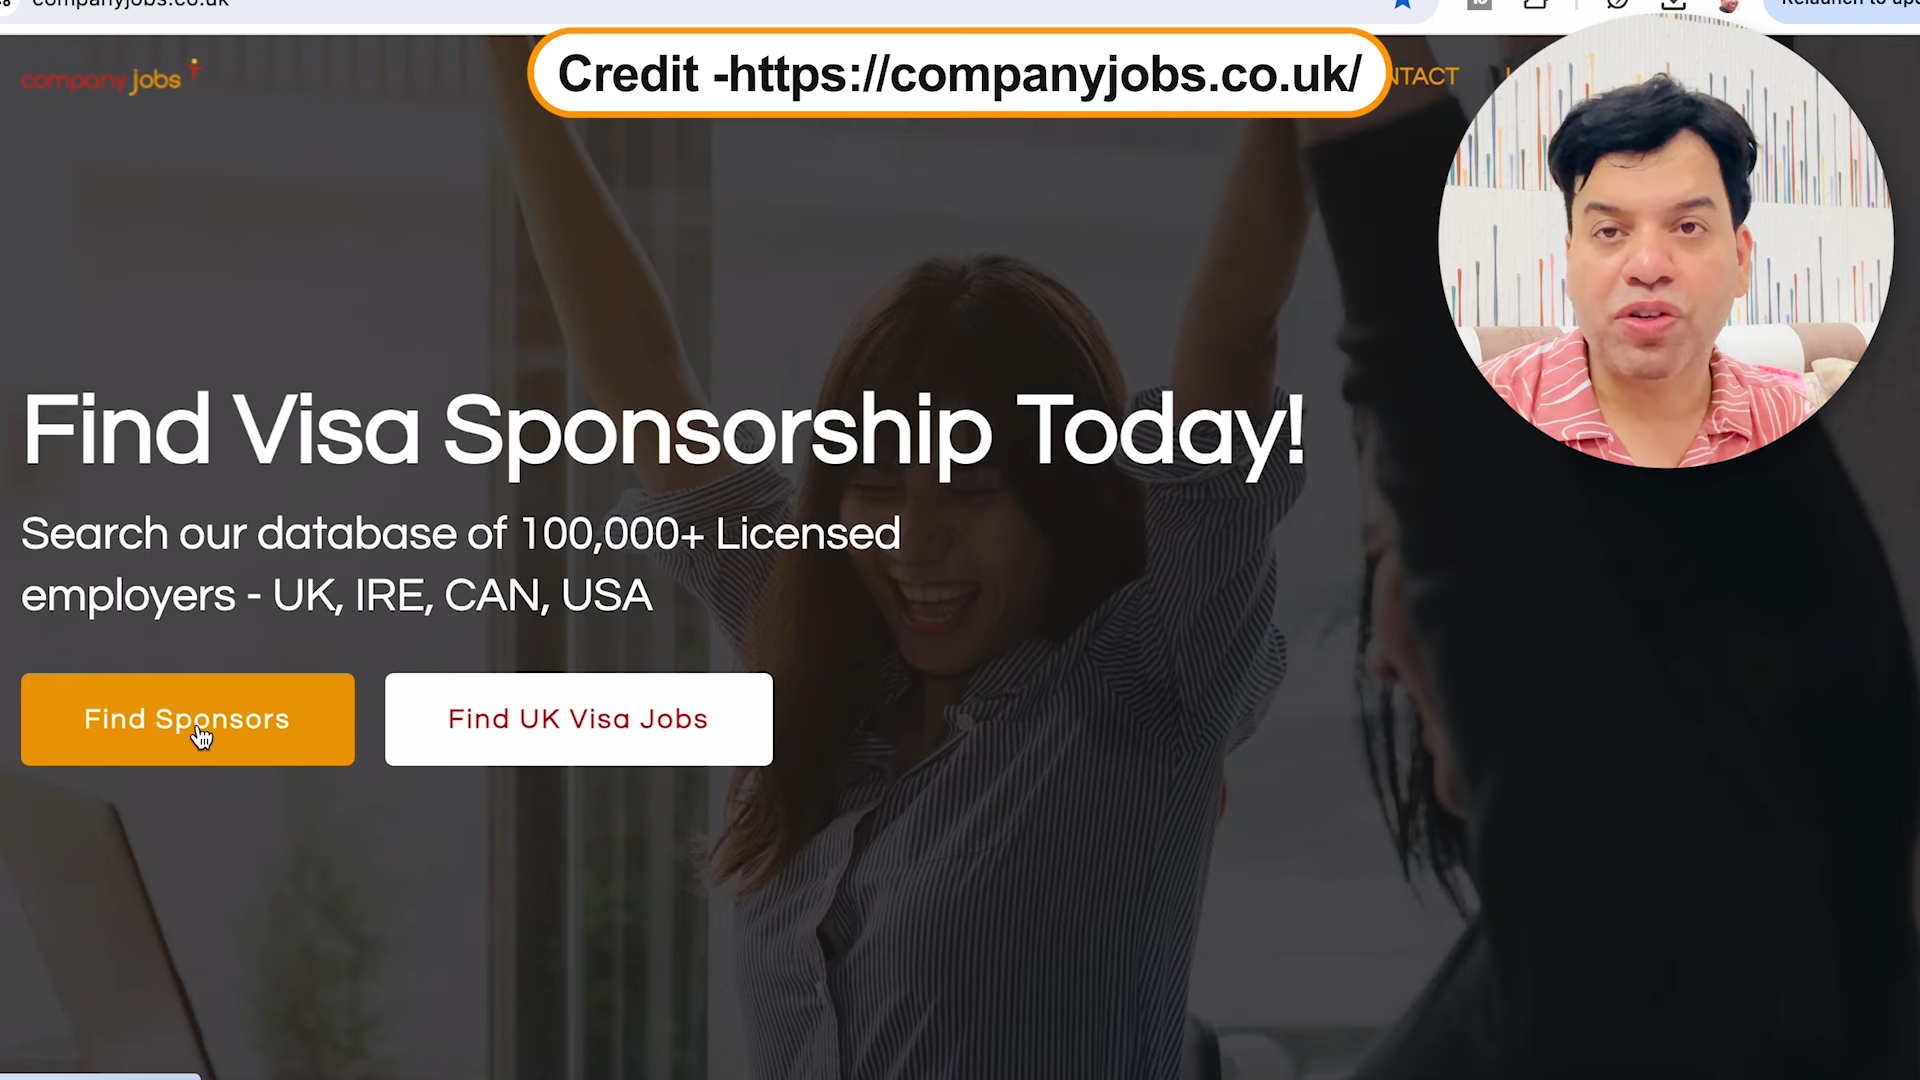 companyjobs.co.uk
Credit -https://companyjobs.co.uk/
company jobs
NTACT
Find Visa Sponsorship Today!
Search our database of 100,000+ Licensed
employers - UK, IRE, CAN, USA
Find Sponsors
Find UK Visa Jobs